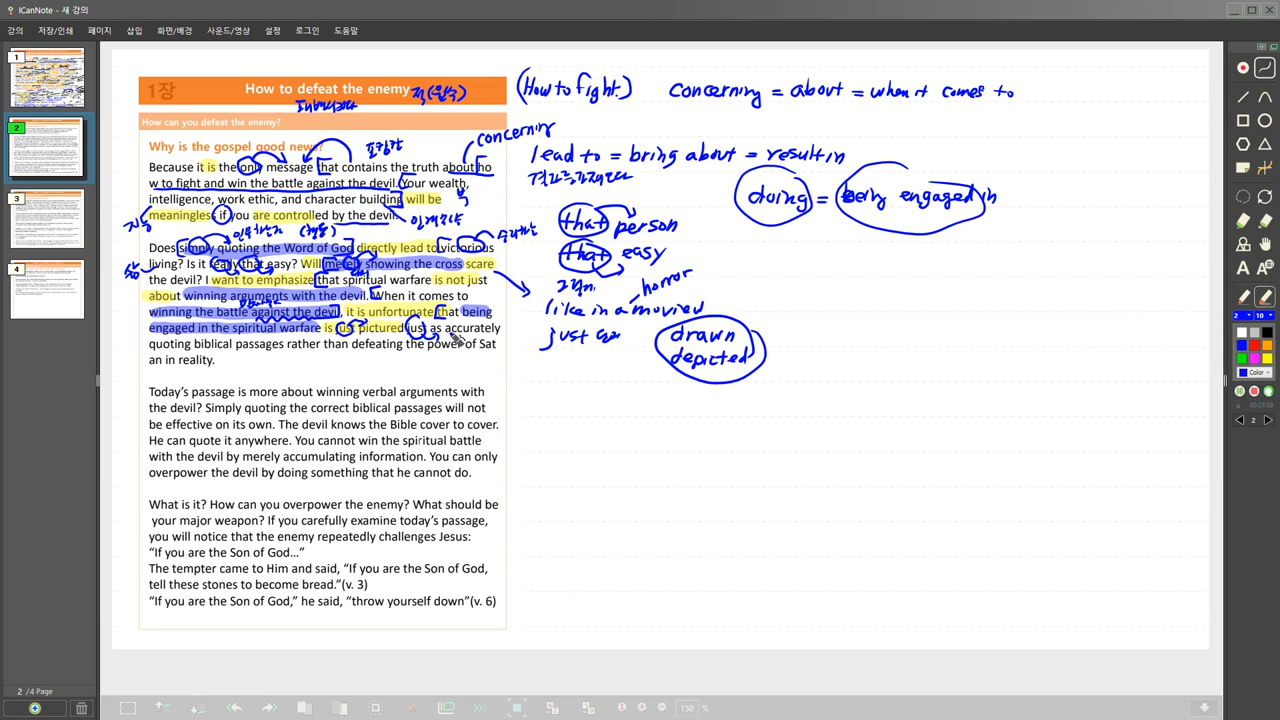 ICanNote - 새 강의
강의 저장/인쇄 페이지 삽입 화면/배경 사운드/영상 설정 로그인 도움말
1
2
3
4
1장 How to defeat the enemy
How can you defeat the enemy?
Why is the gospel good news?
Because it is the only message that contains the truth about ho
w to fight and win the battle against the devil. Your wealth,
intelligence, work ethic, and character building will be
meaningless if you are controlled by the devil.
Does simply quoting the Word of God directly lead to victorious
living? Is it really that easy? Will merely showing the cross scare
the devil? I want to emphasize that spiritual warfare is not just
about winning arguments with the devil. When it comes to
winning the battle against the devil, it is unfortunate that being
engaged in the spiritual warfare is just pictured just as accurately
quoting biblical passages rather than defeating the power of Sat
an in reality.
Today's passage is more about winning verbal arguments with
the devil? Simply quoting the correct biblical passages will not
be effective on its own. The devil knows the Bible cover to cover.
He can quote it anywhere. You cannot win the spiritual battle
with the devil by merely accumulating information. You can only
overpower the devil by doing something that he cannot do.
What is it? How can you overpower the enemy? What should be
your major weapon? If you carefully examine today's passage,
you will notice that the enemy repeatedly challenges Jesus:
“If you are the Son of God...”
The tempter came to Him and said, “If you are the Son of God,
tell these stones to become bread.”(v. 3)
“If you are the Son of God,” he said, “throw yourself down”(v. 6)
(How to fight.) concerning = about = when it comes to
concerning
lead to = bring about = result in
doing = being engaged in
that person
that easy
horror
like in a movie
just
drawn
depicted
2 10
Color
00:23:00
2
2 / 4 Page
150 %